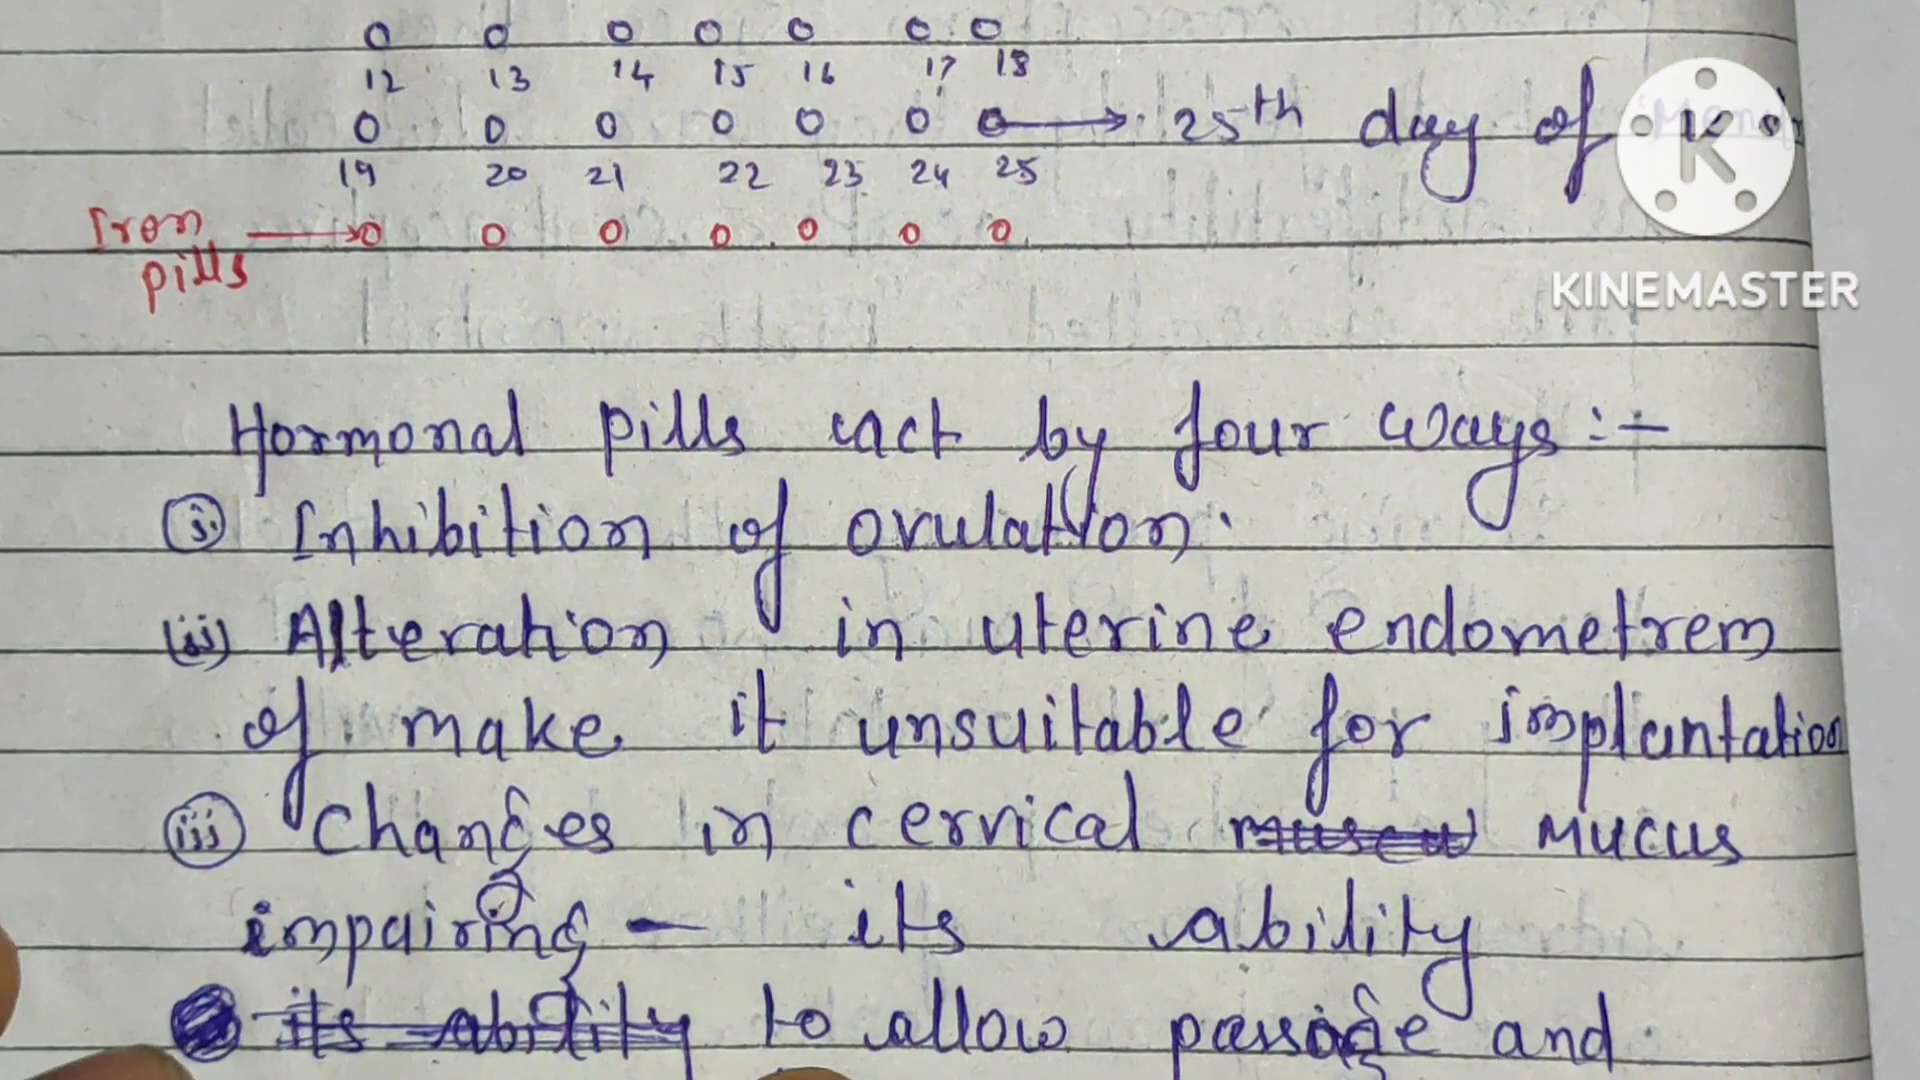 o o o o o o o
12 13 14 15 16 17 18
o o o o o o o → 25th day of
19 20 21 22 23 24 25
Iron pills → o o o o o o o
KINEMASTER
Hormonal pills act by four ways :-
(i) Inhibition of ovulation.
(ii) Alteration in uterine endometrem
of make it unsuitable for implantation
(iii) Changes in cervical mucus
impairing - its ability
its ability to allow passage and